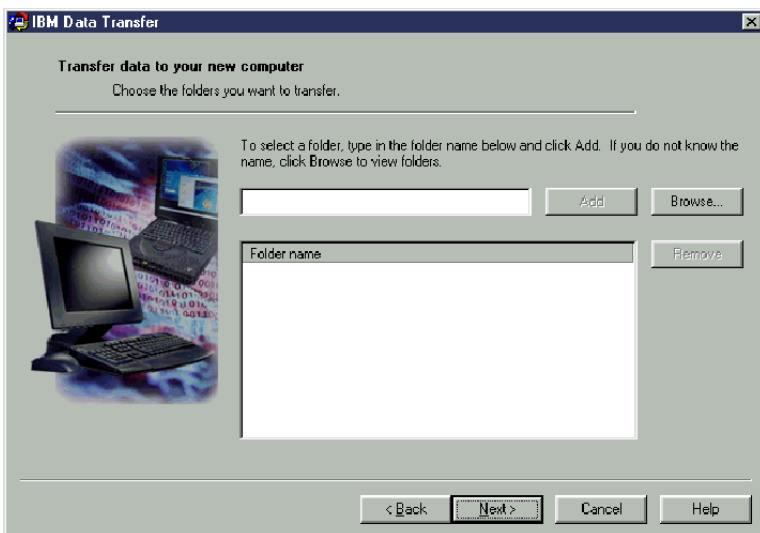 IBM Data Transfer
Transfer data to your new computer
Choose the folders you want to transfer.
To select a folder, type in the folder name below and click Add. If you do not know the
name, click Browse to view folders.
Add
Browse...
Folder name
Remove
< Back
Next >
Cancel
Help